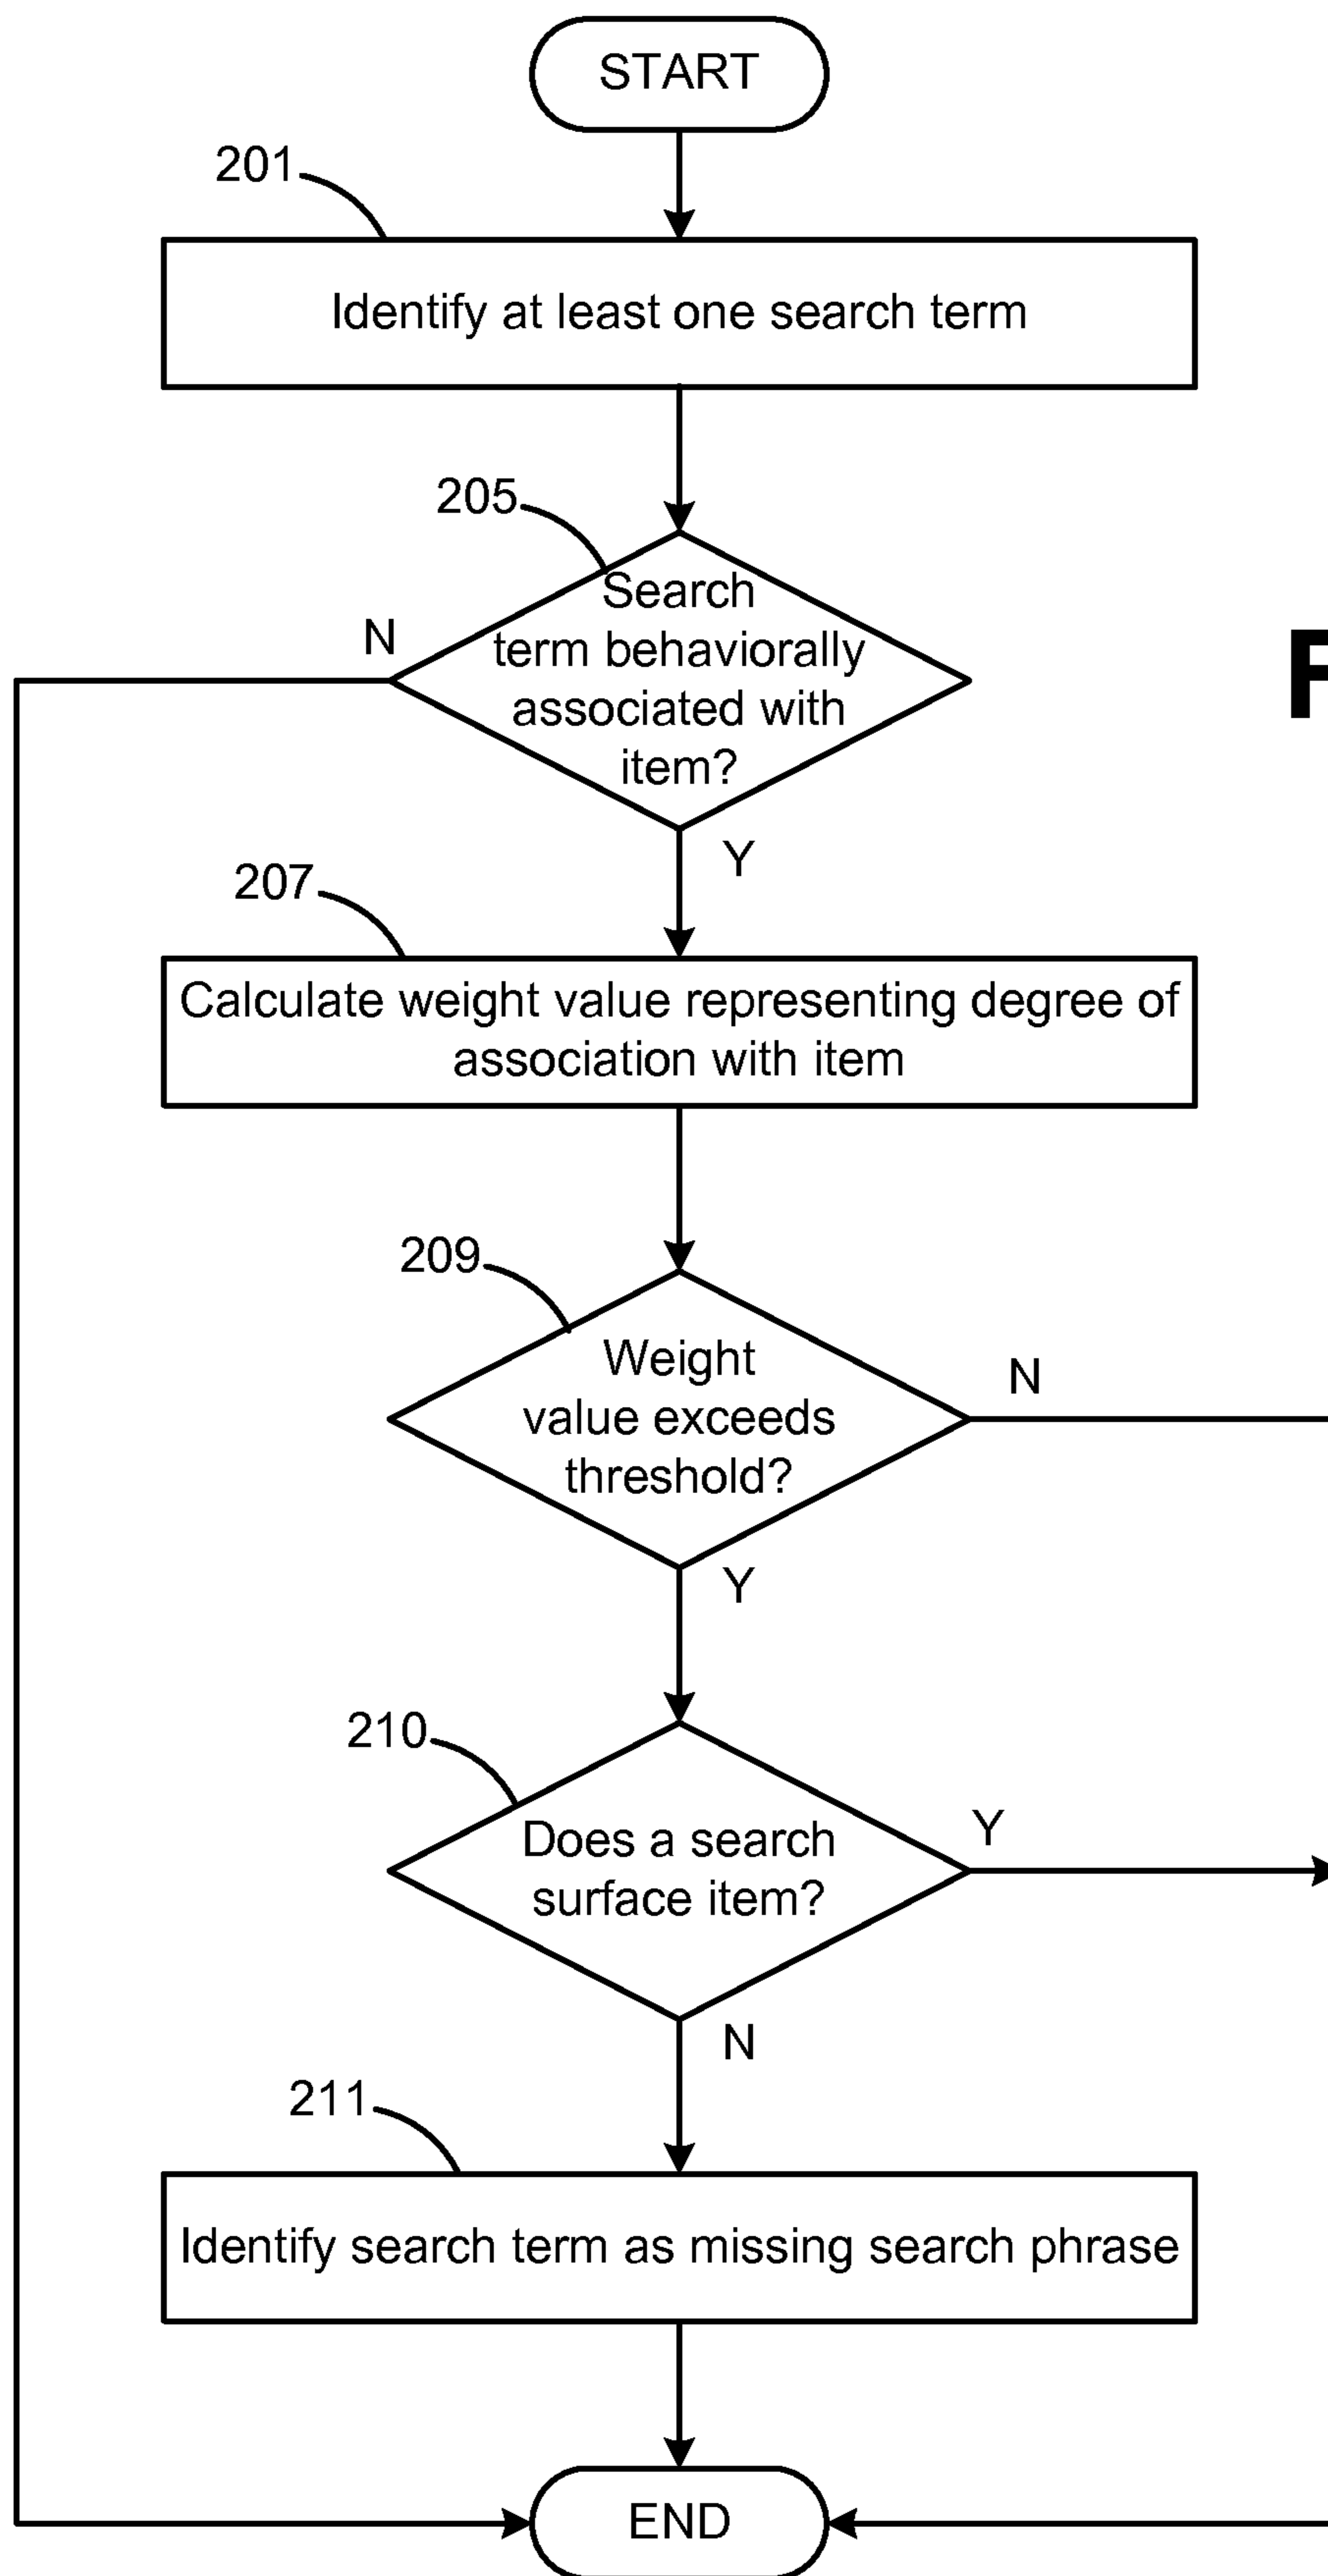 START
201
Identify at least one search term
205
Search
N
term behaviorally
associated with
item?
Y
207
Calculate weight value representing degree of
association with item
209
Weight
N
value exceeds
threshold?
Y
210
Does a search
Y
surface item?
N
211
Identify search term as missing search phrase
END